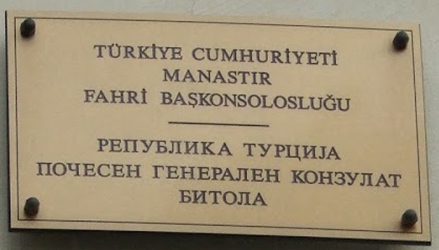 TÜRKİYE CUMHURİYETİ
MANASTIR
FAHRİ BAŞKONSOLOSLUĞU
РЕПУБЛИКА ТУРЦИЈА
ПОЧЕСЕН ГЕНЕРАЛЕН КОНЗУЛАТ
БИТОЛА